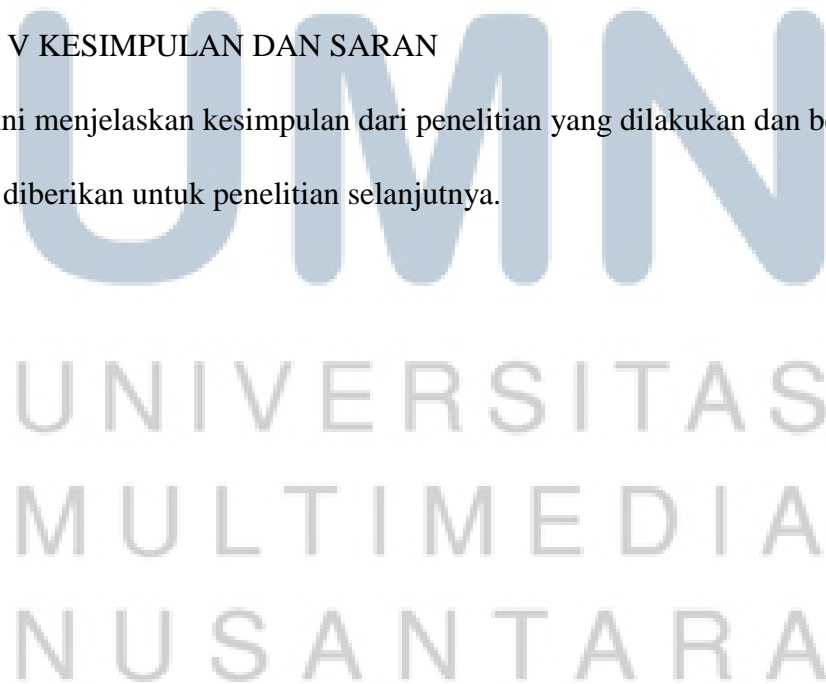 V KESIMPULAN DAN SARAN
ni menjelaskan kesimpulan dari penelitian yang dilakukan dan b
diberikan untuk penelitian selanjutnya.
UMN
UNIVERSITAS
MULTIMEDIA
NUSANTARA